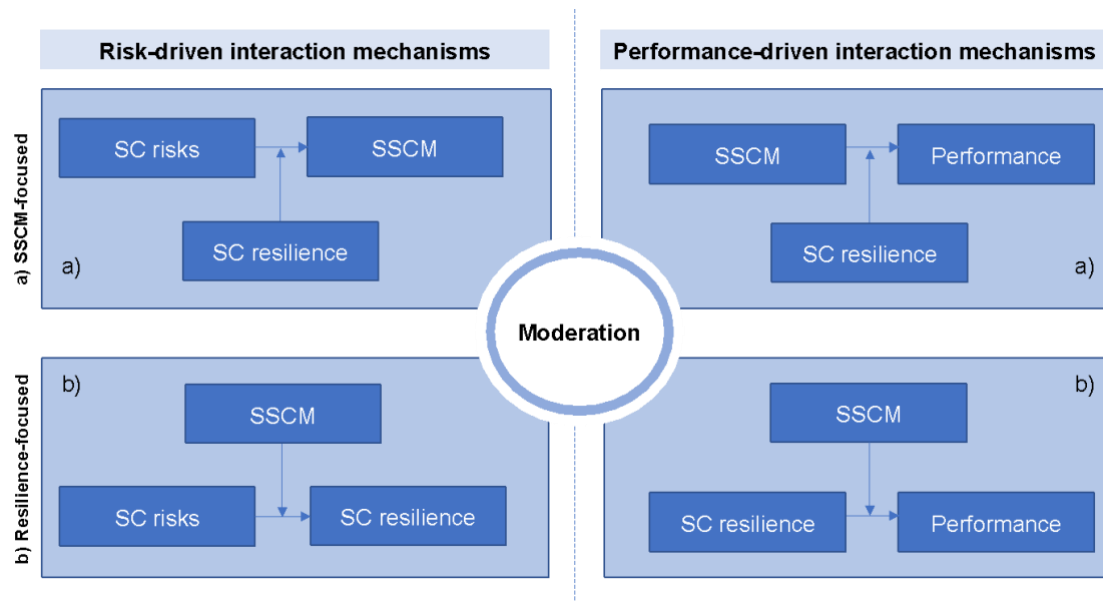 Risk-driven interaction mechanisms
Performance-driven interaction mechanisms
a) SSCM-focused
SC risks
SSCM
SC resilience
a)
SSCM
Performance
SC resilience
a)
Moderation
b) Resilience-focused
b)
SSCM
SC risks
SC resilience
b)
SSCM
SC resilience
Performance